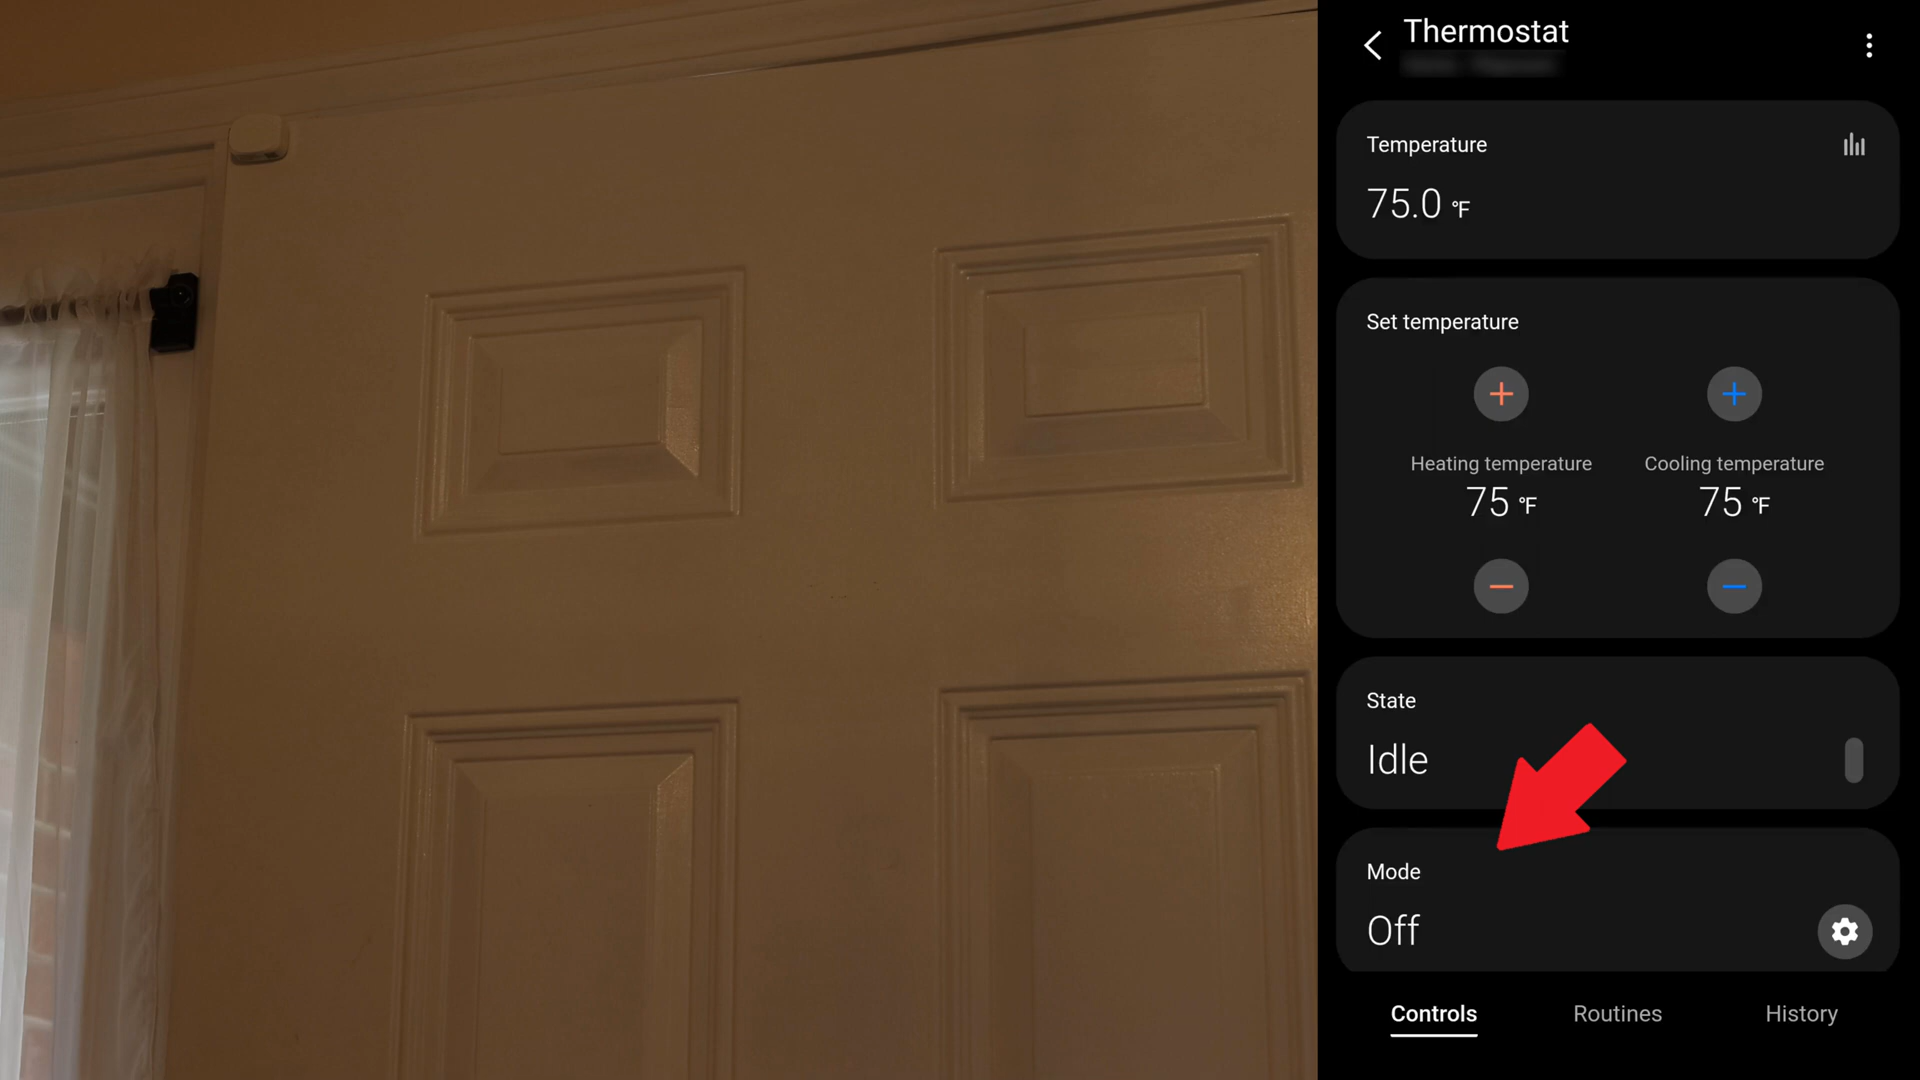 Thermostat
Temperature
75.0 °F
Set temperature
Heating temperature
75 °F
Cooling temperature
75 °F
State
Idle
Mode
Off
Controls
Routines
History